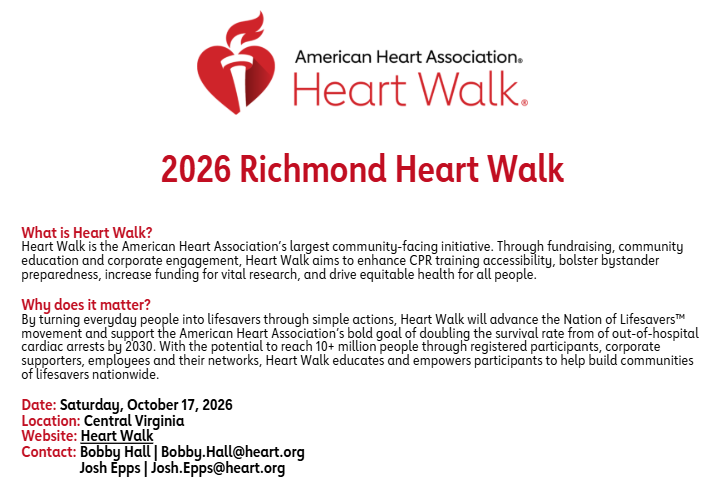 American Heart Association®
Heart Walk.®
2026 Richmond Heart Walk
What is Heart Walk?
Heart Walk is the American Heart Association’s largest community-facing initiative. Through fundraising, community
education and corporate engagement, Heart Walk aims to enhance CPR training accessibility, bolster bystander
preparedness, increase funding for vital research, and drive equitable health for all people.
Why does it matter?
By turning everyday people into lifesavers through simple actions, Heart Walk will advance the Nation of Lifesavers™
movement and support the American Heart Association’s bold goal of doubling the survival rate from of out-of-hospital
cardiac arrests by 2030. With the potential to reach 10+ million people through registered participants, corporate
supporters, employees and their networks, Heart Walk educates and empowers participants to help build communities
of lifesavers nationwide.
Date: Saturday, October 17, 2026
Location: Central Virginia
Website: Heart Walk
Contact: Bobby Hall | Bobby.Hall@heart.org
Josh Epps | Josh.Epps@heart.org